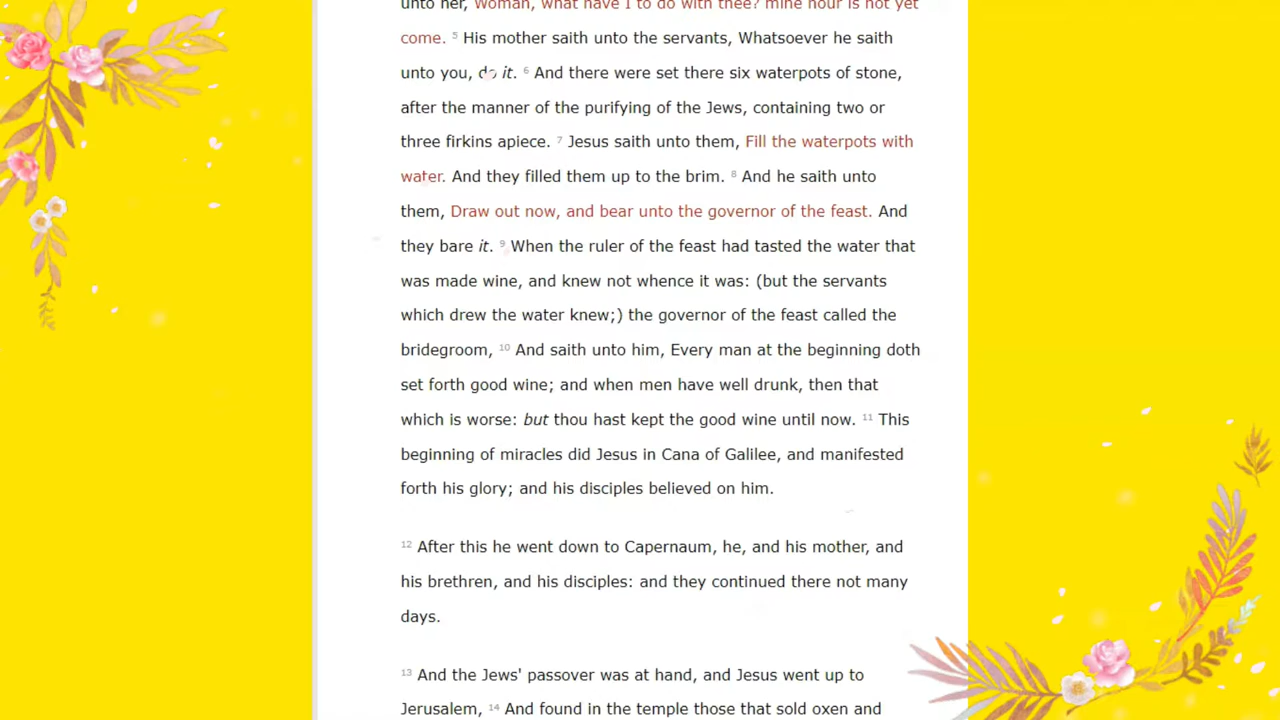 unto her, Woman, what have I to do with thee? mine hour is not yet
come. 5 His mother saith unto the servants, Whatsoever he saith
unto you, do it. 6 And there were set there six waterpots of stone,
after the manner of the purifying of the Jews, containing two or
three firkins apiece. 7 Jesus saith unto them, Fill the waterpots with
water. And they filled them up to the brim. 8 And he saith unto
them, Draw out now, and bear unto the governor of the feast. And
they bare it. 9 When the ruler of the feast had tasted the water that
was made wine, and knew not whence it was: (but the servants
which drew the water knew;) the governor of the feast called the
bridegroom, 10 And saith unto him, Every man at the beginning doth
set forth good wine; and when men have well drunk, then that
which is worse: but thou hast kept the good wine until now. 11 This
beginning of miracles did Jesus in Cana of Galilee, and manifested
forth his glory; and his disciples believed on him.
12 After this he went down to Capernaum, he, and his mother, and
his brethren, and his disciples: and they continued there not many
days.
13 And the Jews' passover was at hand, and Jesus went up to
Jerusalem, 14 And found in the temple those that sold oxen and